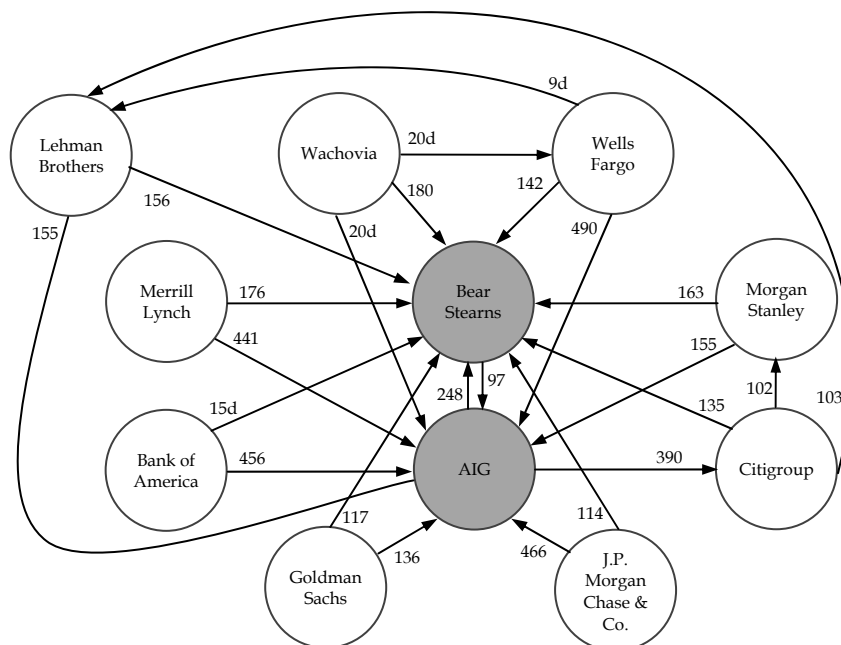 9d
Lehman
Brothers
Wachovia
20d
Wells
Fargo
156
180
142
155
20d
490
Merrill
Lynch
176
Bear
Stearns
163
Morgan
Stanley
441
155
248
97
15d
135
102
103
Bank of
America
456
AIG
390
Citigroup
117
114
136
466
Goldman
Sachs
J.P.
Morgan
Chase &
Co.